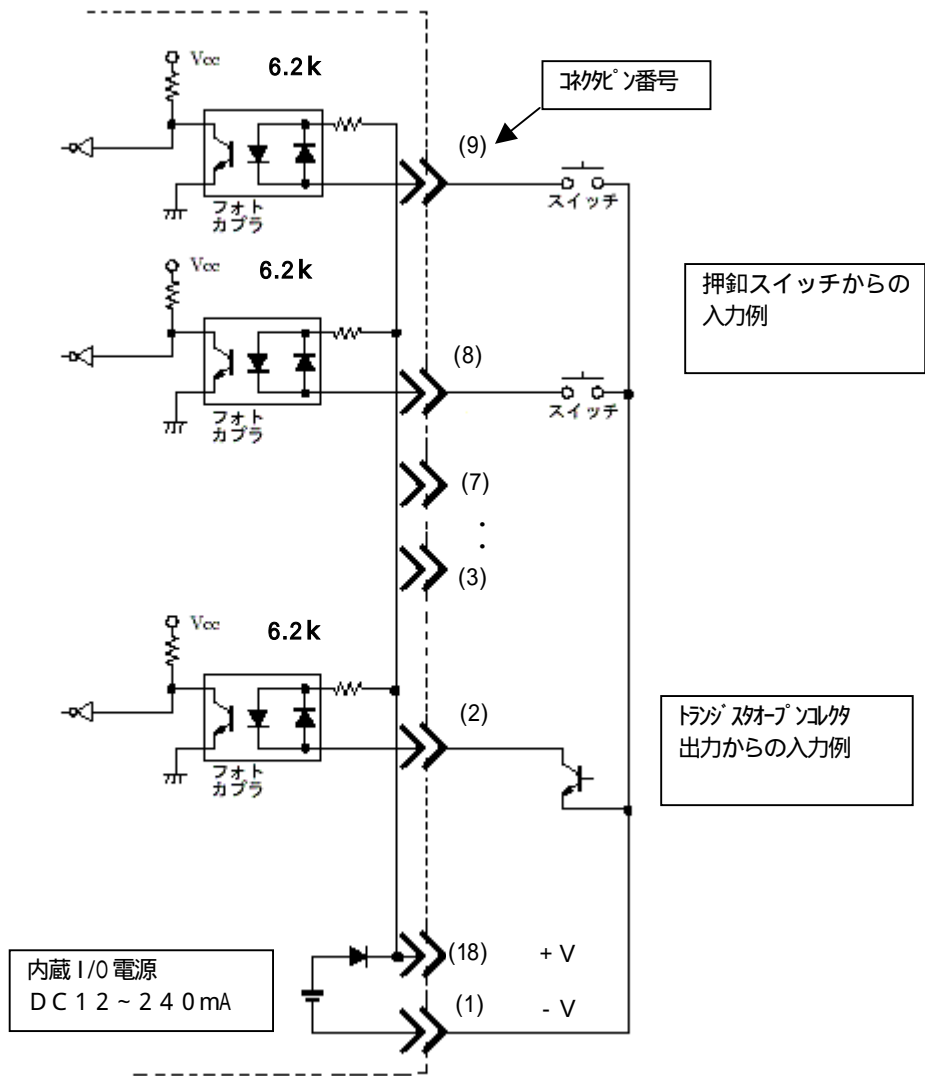 Vcc
6.2k
コネクタピン番号
(9)
フォト
カプラ
スイッチ
Vcc
6.2k
押釦スイッチからの
入力例
(8)
フォト
カプラ
スイッチ
(7)
(3)
Vcc
6.2k
(2)
トランジスタオープンコレクタ
出力からの入力例
フォト
カプラ
内蔵 I/0 電源
DC12~240mA
(18) + V
(1) - V